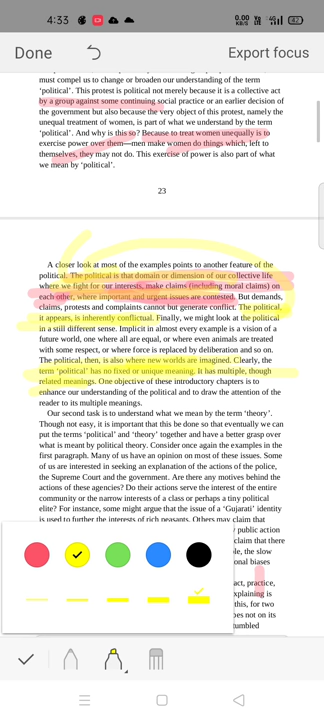 4:33
0.00 KB/S
4G
42
Done
Export focus
must compel us to change or broaden our understanding of the term
‘political’. This protest is political not merely because it is a collective act
by a group against some continuing social practice or an earlier decision of
the government but also because the very object of this protest, namely the
unequal treatment of women, is part of what we understand by the term
‘political’. And why is this so? Because to treat women unequally is to
exercise power over them—men make women do things which, left to
themselves, they may not do. This exercise of power is also part of what
we mean by ‘political’.
23
A closer look at most of the examples points to another feature of the
political. The political is that domain or dimension of our collective life
where we fight for our interests, make claims (including moral claims) on
each other, where important and urgent issues are contested. But demands,
claims, protests and complaints cannot but generate conflict. The political,
it appears, is inherently conflictual. Finally, we might look at the political
in a still different sense. Implicit in almost every example is a vision of a
future world, one where all are equal, or where even animals are treated
with some respect, or where force is replaced by deliberation and so on.
The political, then, is also where new worlds are imagined. Clearly, the
term ‘political’ has no fixed or unique meaning. It has multiple, though
related meanings. One objective of these introductory chapters is to
enhance our understanding of the political and to draw the attention of the
reader to its multiple meanings.
Our second task is to understand what we mean by the term ‘theory’.
Though not easy, it is important that this be done so that eventually we can
put the terms ‘political’ and ‘theory’ together and have a better grasp over
what is meant by political theory. Consider once again the examples in the
first paragraph. Many of us have an opinion on most of these issues. Some
of us are interested in seeking an explanation of the actions of the police,
the Supreme Court and the government. Are there any motives behind the
actions of these agencies? Do their actions serve the interest of the entire
community or the narrow interests of a class or perhaps a tiny political
elite? For instance, some might argue that the issue of a ‘Gujarati’ identity
is used to further the interests of rich peasants. Others may claim that
public action
claim that there
the slow
ional biases
act, practice,
explaining is
this, for two
not on its
tumbled